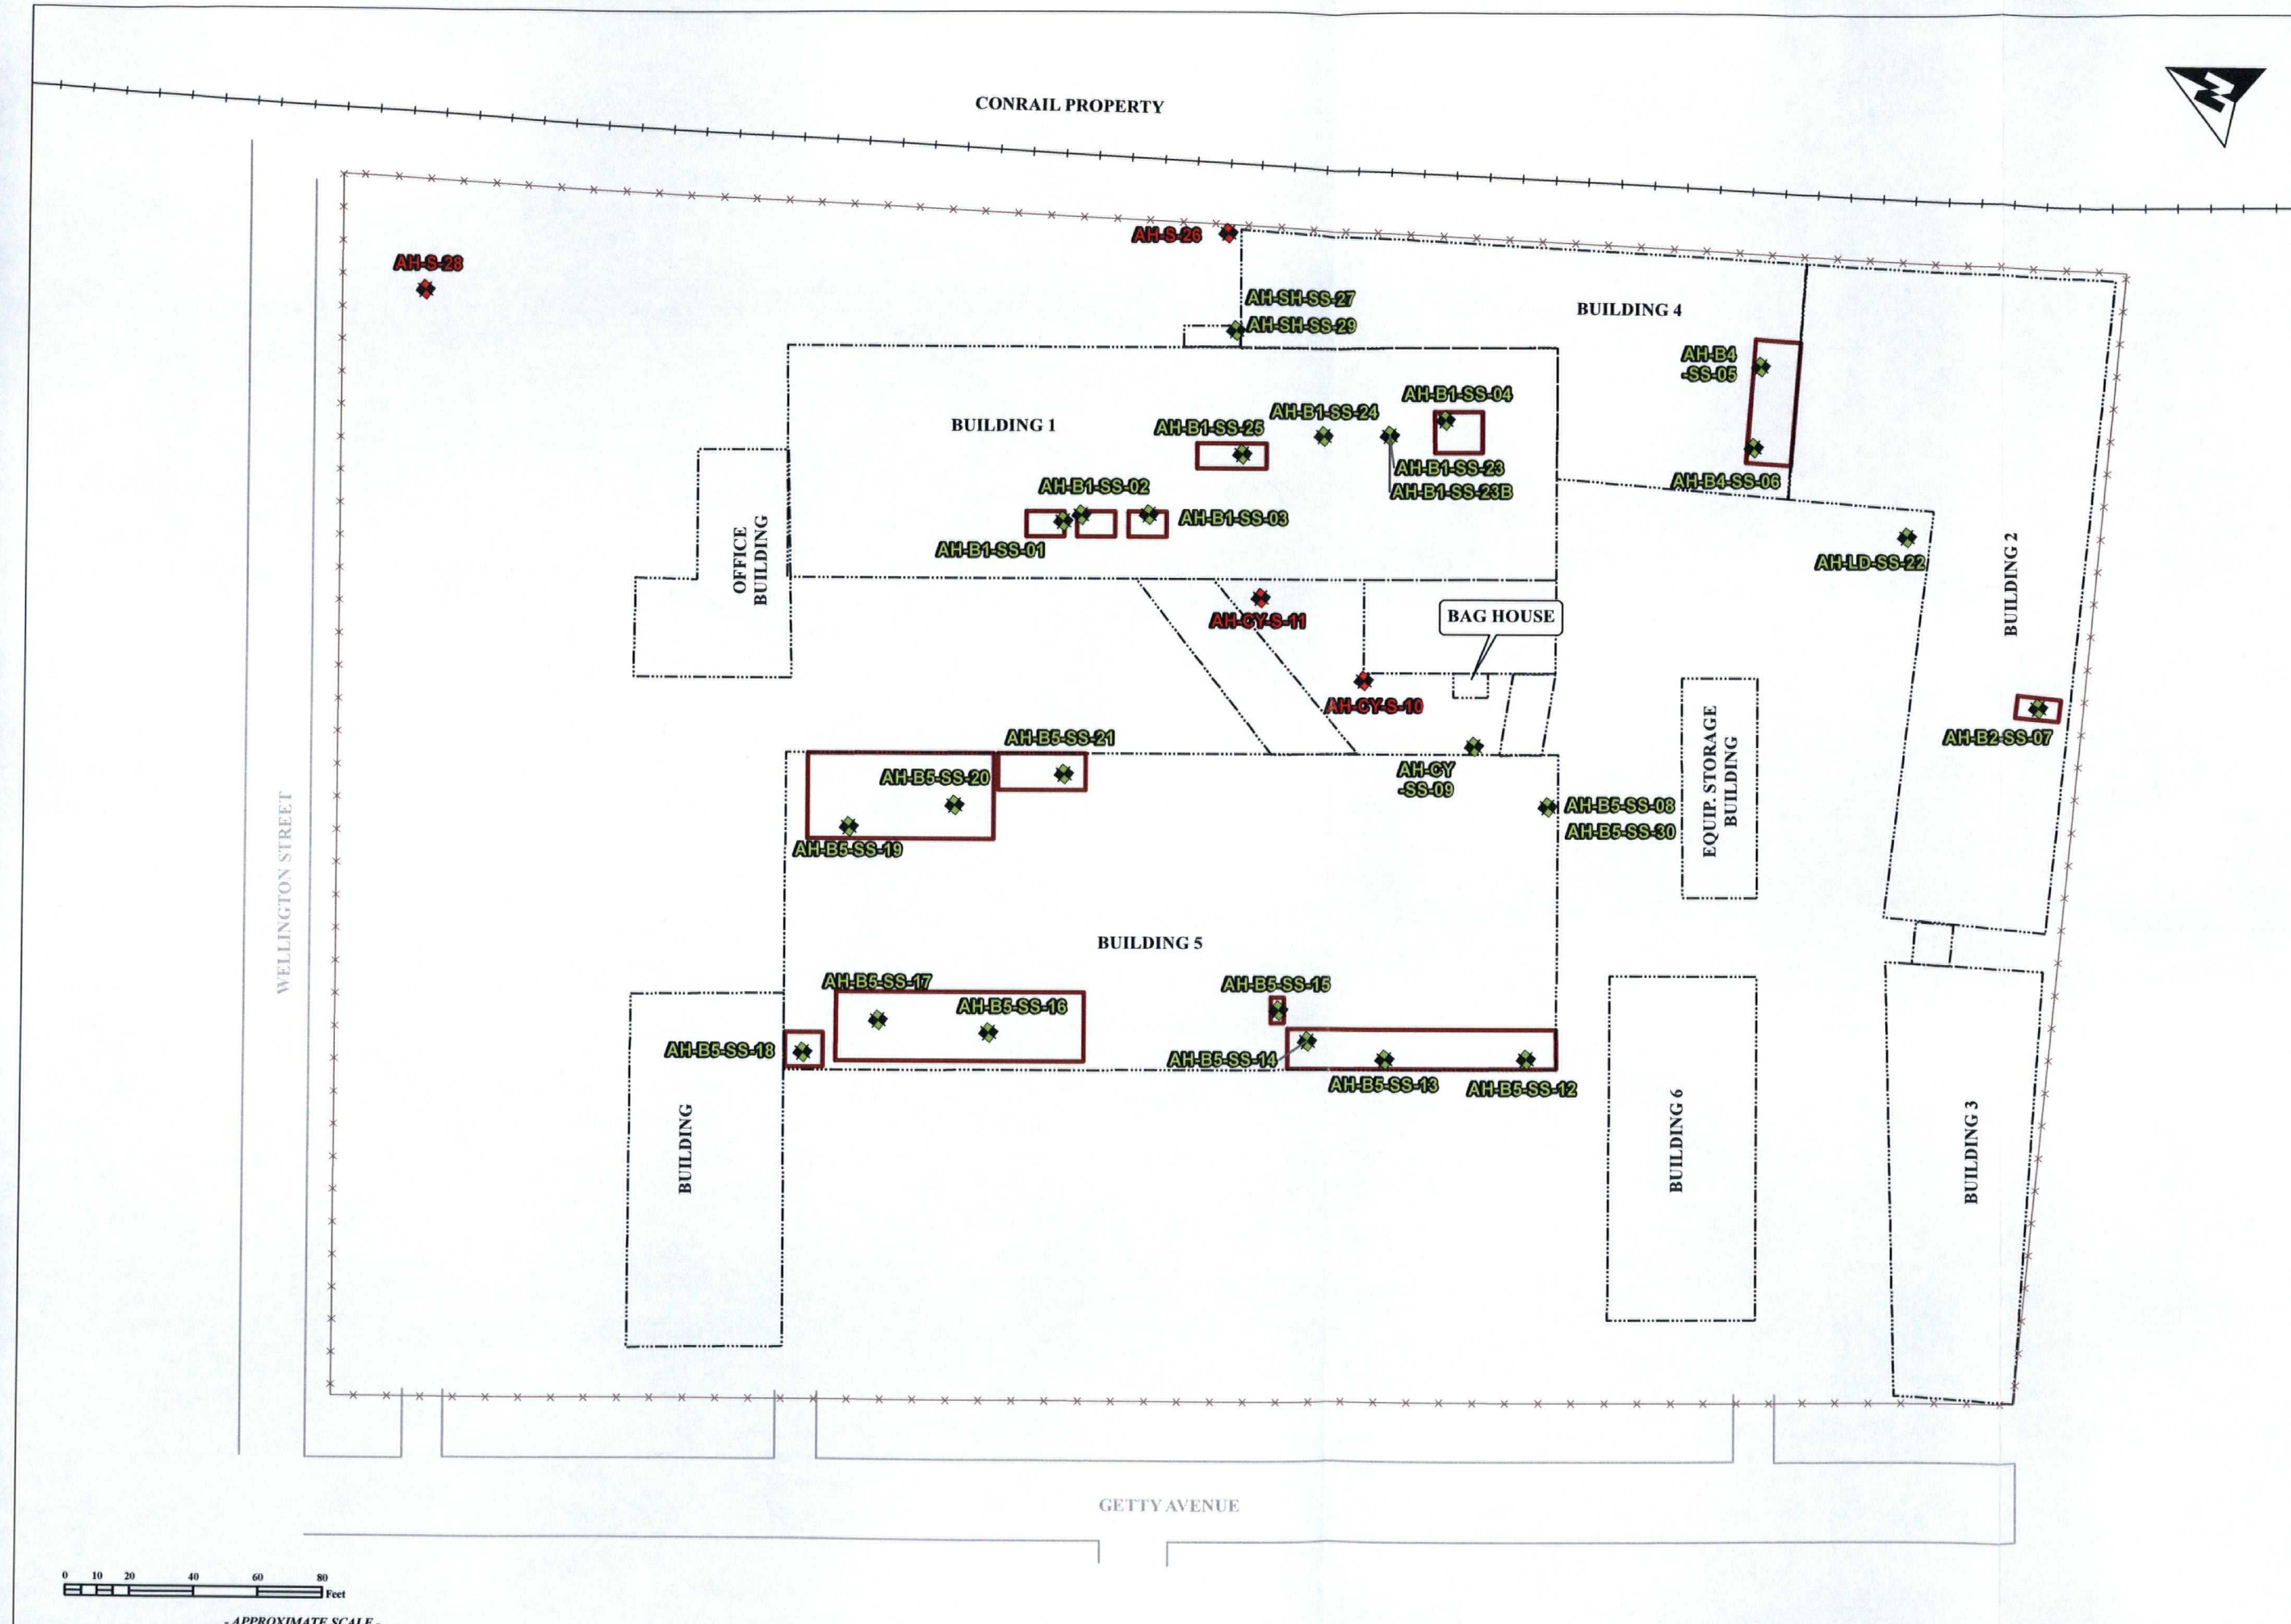 CONRAIL PROPERTY
N
AH-S-28
AH-S-26
AH-SH-SS-27
AH-SH-SS-29
BUILDING 4
AH-B4
-SS-05
AH-B4-SS-06
BUILDING 1
AH-B1-SS-04
AH-B1-SS-24
AH-B1-SS-25
AH-B1-SS-23
AH-B1-SS-23B
AH-B1-SS-02
AH-B1-SS-03
AH-B1-SS-01
OFFICE
BUILDING
AH-LD-SS-22
BUILDING 2
AH-CY-S-11
BAG HOUSE
AH-CY-S-10
AH-B2-SS-07
EQUIP. STORAGE
BUILDING
AH-B5-SS-21
AH-B5-SS-20
AH-B5-SS-19
AH-CY
-SS-09
AH-B5-SS-08
AH-B5-SS-30
WELLINGTON STREET
BUILDING 5
AH-B5-SS-17
AH-B5-SS-16
AH-B5-SS-15
AH-B5-SS-18
AH-B5-SS-14
AH-B5-SS-13
AH-B5-SS-12
BUILDING
BUILDING 6
BUILDING 3
GETTY AVENUE
0 10 20 40 60 80
Feet
- APPROXIMATE SCALE -